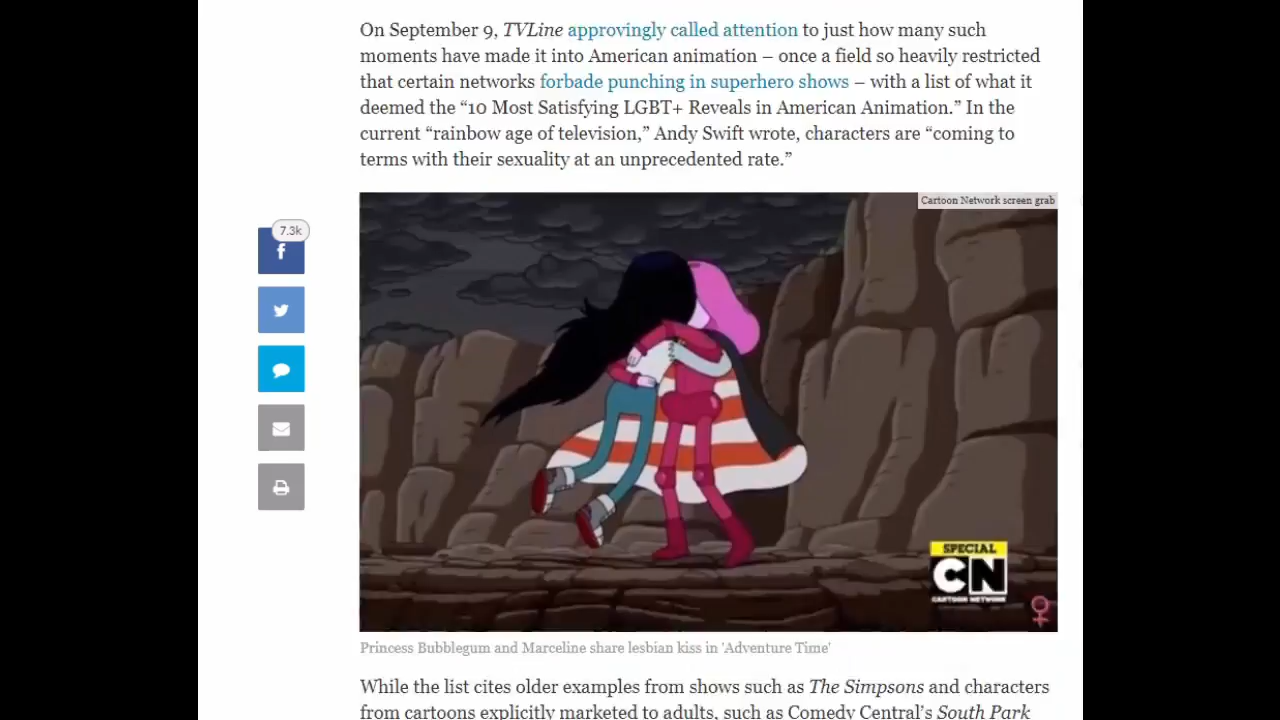 On September 9, TVLine approvingly called attention to just how many such
moments have made it into American animation – once a field so heavily restricted
that certain networks forbade punching in superhero shows – with a list of what it
deemed the “10 Most Satisfying LGBT+ Reveals in American Animation.” In the
current “rainbow age of television,” Andy Swift wrote, characters are “coming to
terms with their sexuality at an unprecedented rate.”
Cartoon Network screen grab
7.3k
f
SPECIAL
CN
CARTOON NETWORK
Princess Bubblegum and Marceline share lesbian kiss in 'Adventure Time'
While the list cites older examples from shows such as The Simpsons and characters
from cartoons explicitly marketed to adults, such as Comedy Central’s South Park